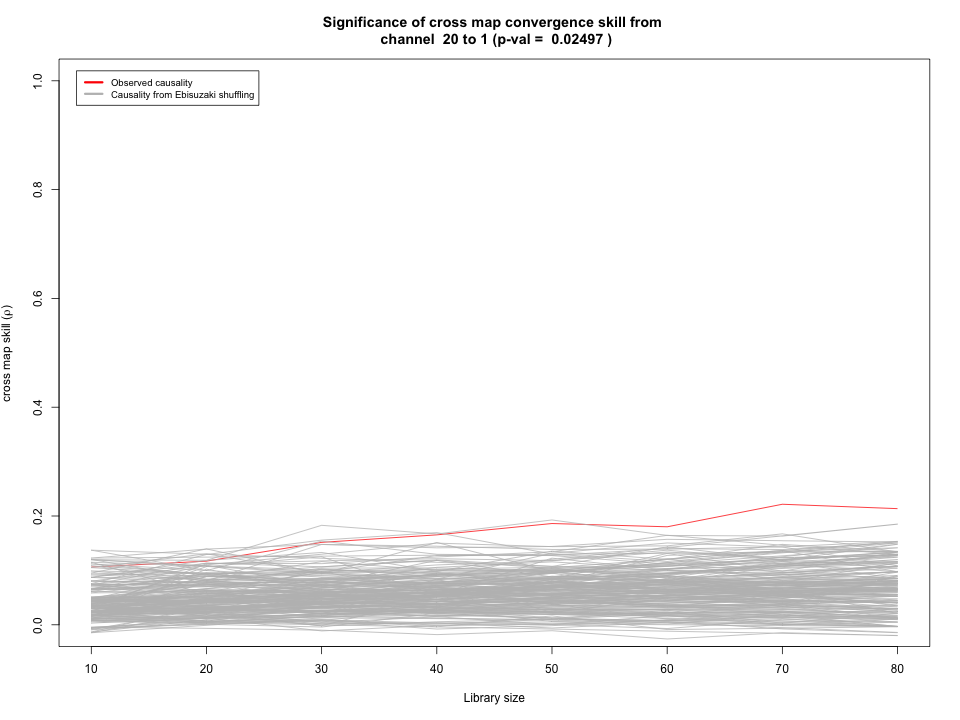 Significance of cross map convergence skill from
channel  20 to 1 (p-val =  0.02497 )
Observed causality
Causality from Ebisuzaki shuffling
cross map skill (ρ)
1.0
0.8
0.6
0.4
0.2
0.0
10 20 30 40 50 60 70 80
Library size